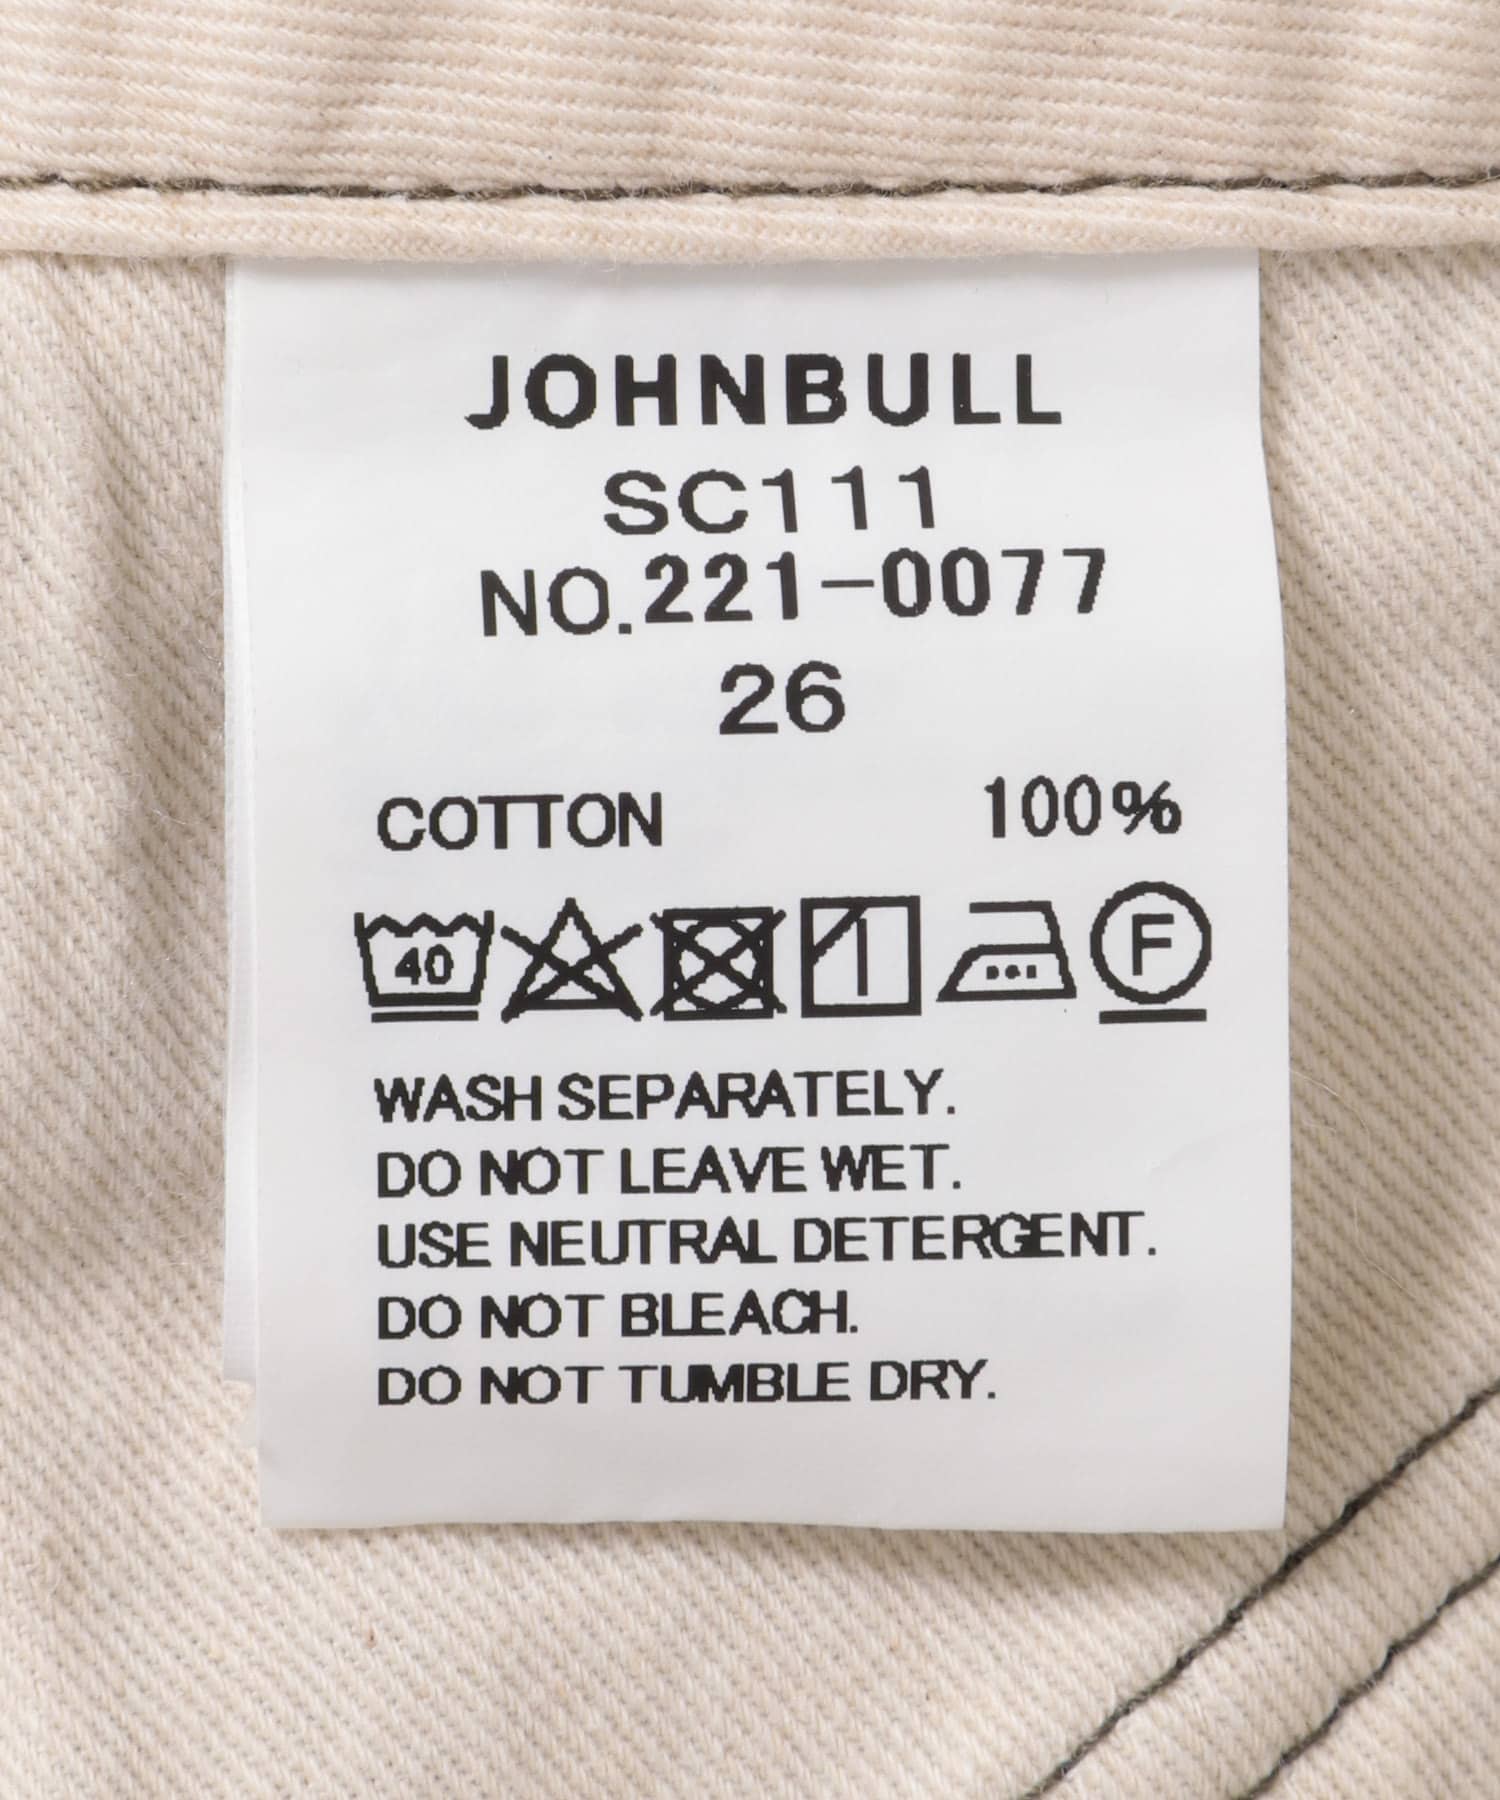 JOHNBULL
SC111
NO.221-0077
26
COTTON 100%
40 F
WASH SEPARATELY.
DO NOT LEAVE WET.
USE NEUTRAL DETERGENT.
DO NOT BLEACH.
DO NOT TUMBLE DRY.